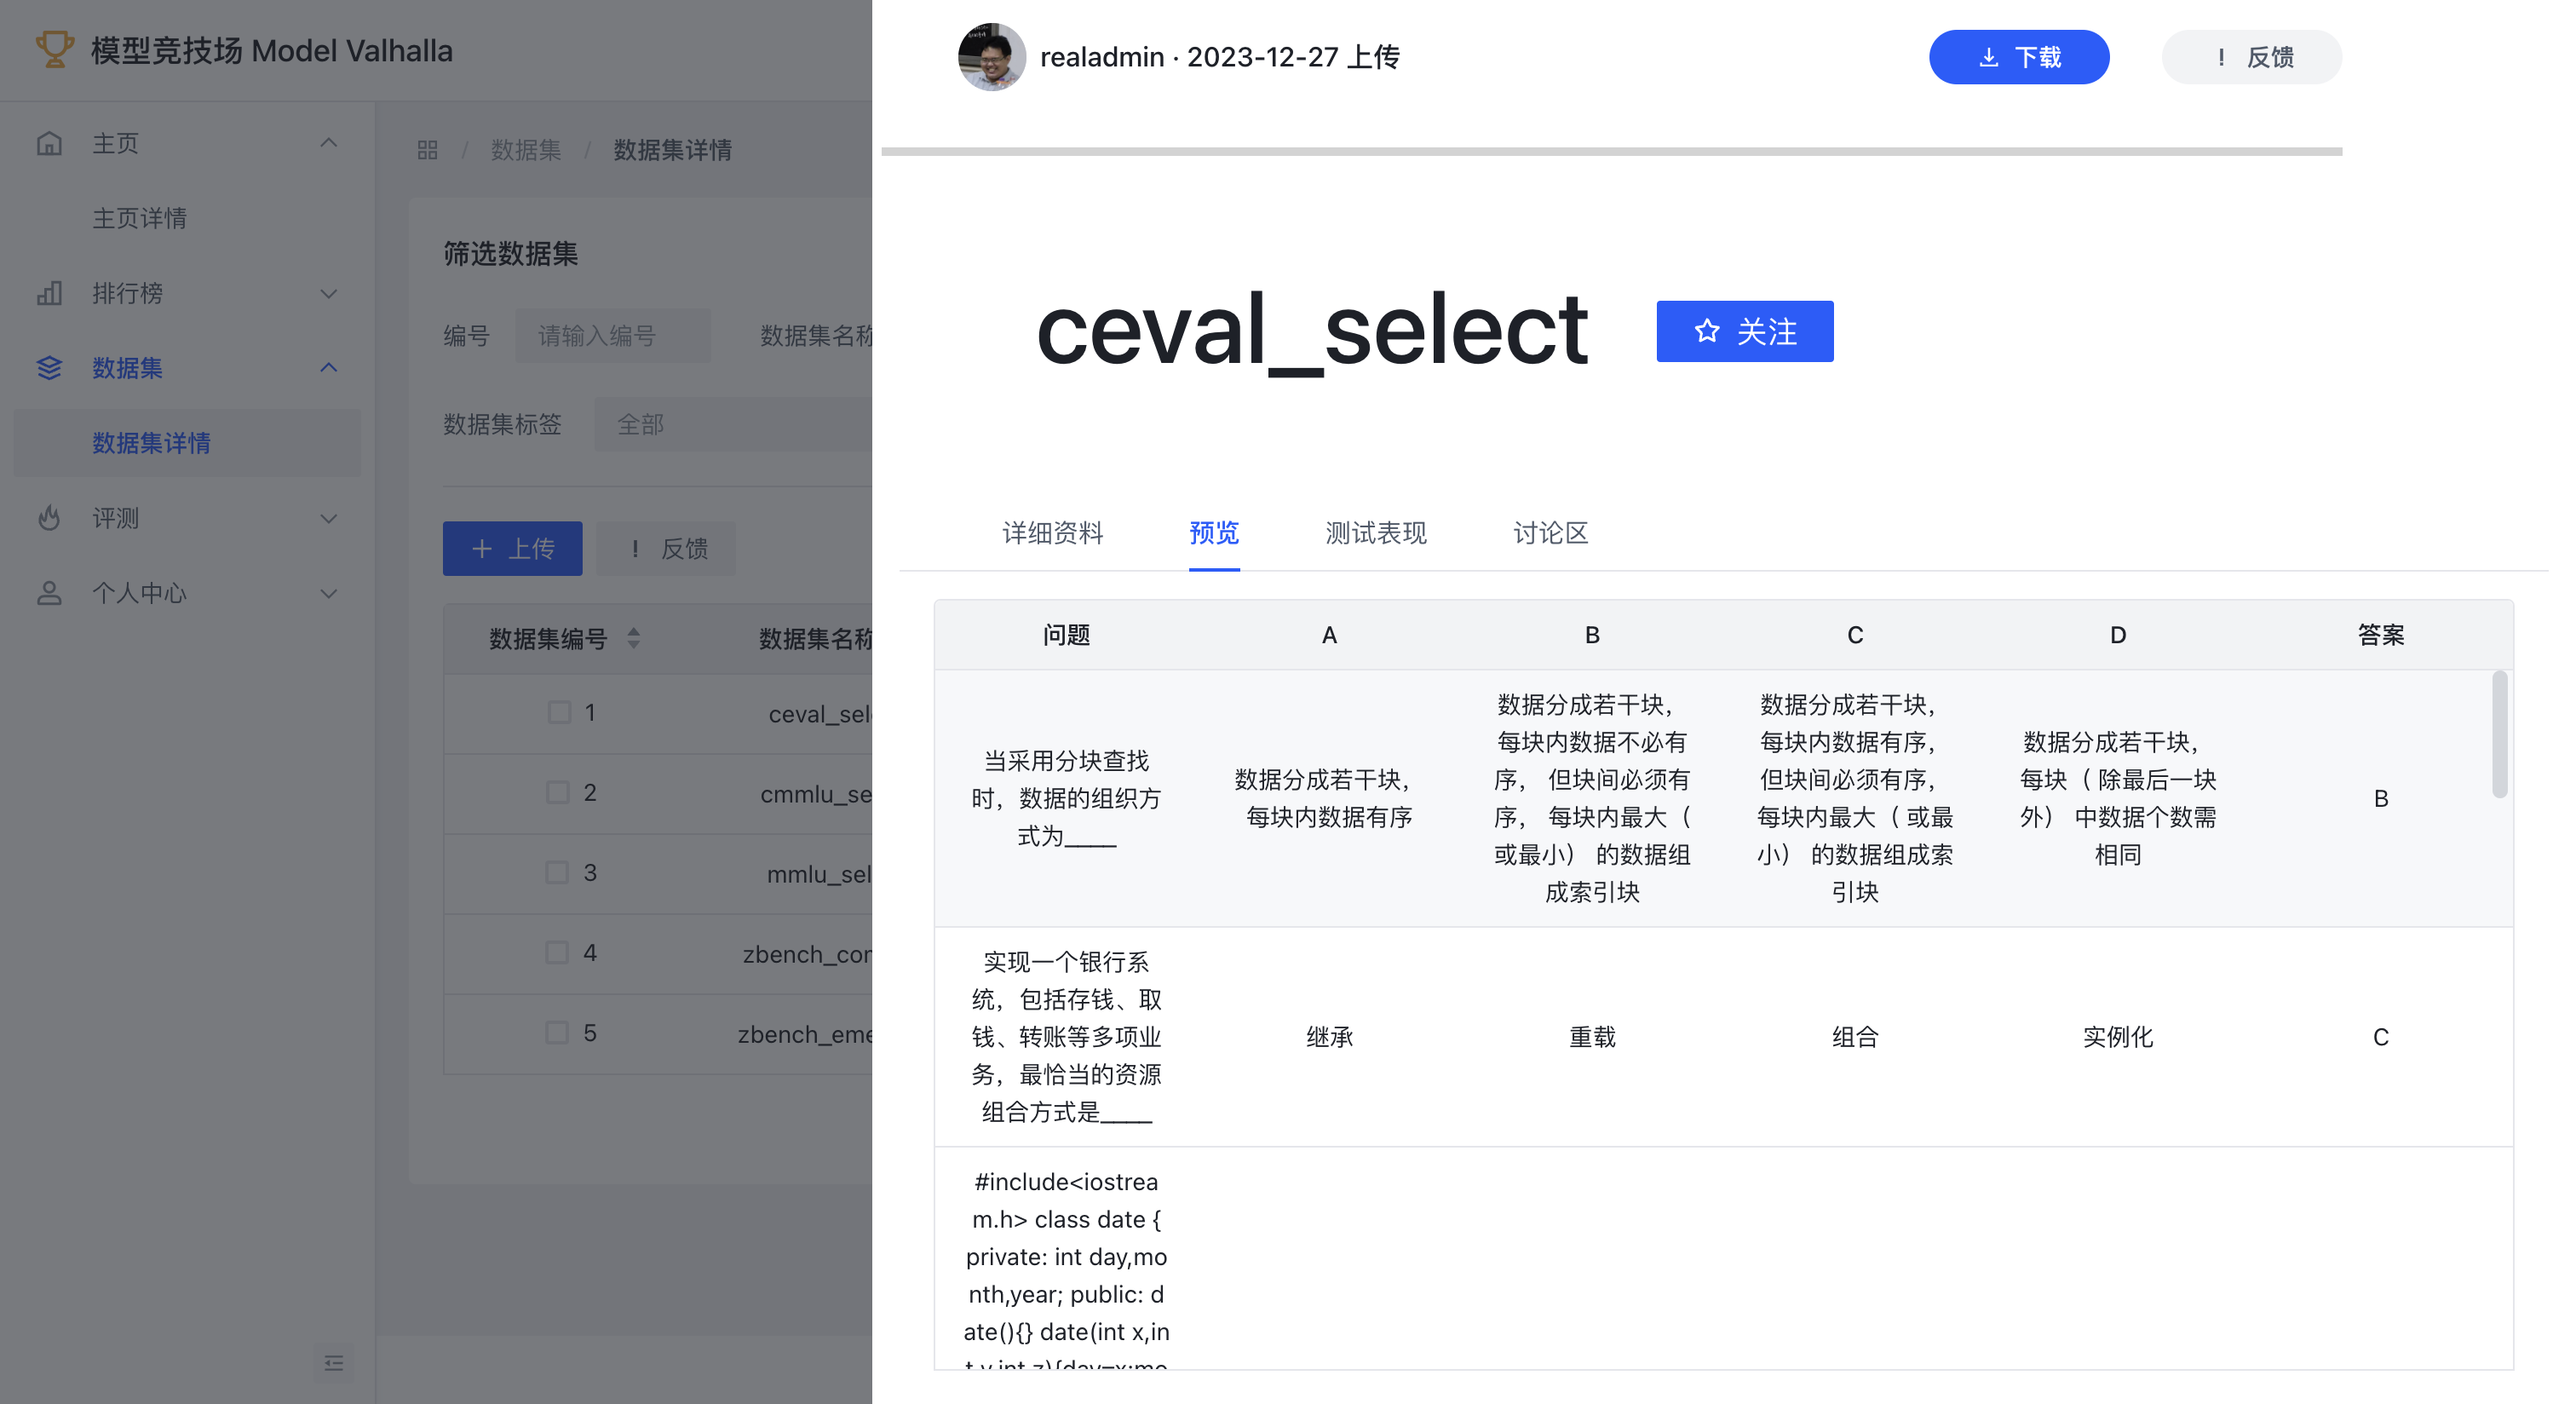 模型竞技场 Model Valhalla
主页
主页详情
排行榜
数据集
数据集详情
评测
个人中心
数据集 / 数据集详情
筛选数据集
编号 请输入编号 数据集名称
数据集标签 全部
上传 ! 反馈
数据集编号 数据集名称
1 ceval_sel
2 cmmlu_se
3 mmlu_sel
4 zbench_con
5 zbench_eme
realadmin · 2023-12-27 上传
下载
! 反馈
ceval_select
关注
详细资料 预览 测试表现 讨论区
问题 A B C D 答案
当采用分块查找
时，数据的组织方
式为____
数据分成若干块，
每块内数据有序
数据分成若干块，
每块内数据不必有
序， 但块间必须有
序， 每块内最大（
或最小） 的数据组
成索引块
数据分成若干块，
每块内数据有序，
但块间必须有序，
每块内最大（ 或最
小） 的数据组成索
引块
数据分成若干块，
每块（ 除最后一块
外） 中数据个数需
相同
B
实现一个银行系
统，包括存钱、取
钱、转账等多项业
务，最恰当的资源
组合方式是____
继承
重载
组合
实例化
C
#include<iostrea
m.h> class date {
private: int day,mo
nth,year; public: d
ate(){} date(int x,in
t y,int z){day=x;mo